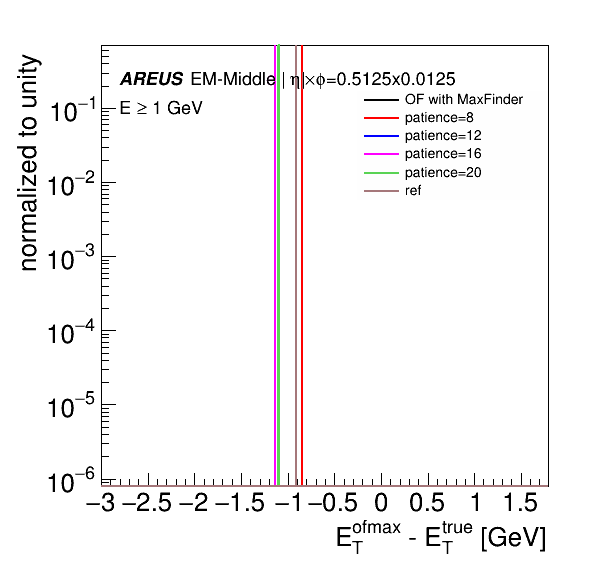 AREUS EM-Middle | η|×φ=0.5125x0.0125
E ≥ 1 GeV
OF with MaxFinder
patience=8
patience=12
patience=16
patience=20
ref
normalized to unity
10⁻¹
10⁻²
10⁻³
10⁻⁴
10⁻⁵
10⁻⁶
−3 −2.5 −2 −1.5 −1 −0.5 0 0.5 1 1.5
E_T^ofmax - E_T^true [GeV]